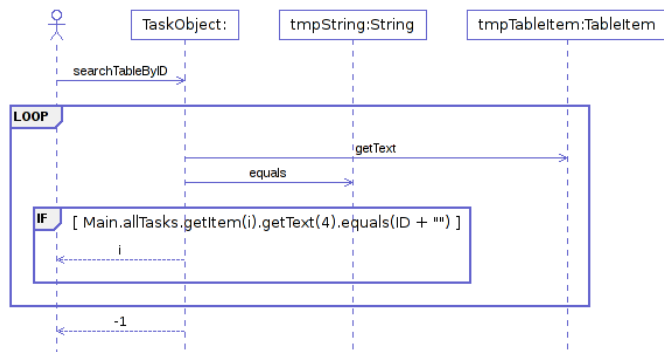 TaskObject:
tmpString:String
tmpTableItem:TableItem
searchTableByID
LOOP
getText
equals
IF
[ Main.allTasks.getItem(i).getText(4).equals(ID + "") ]
i
-1